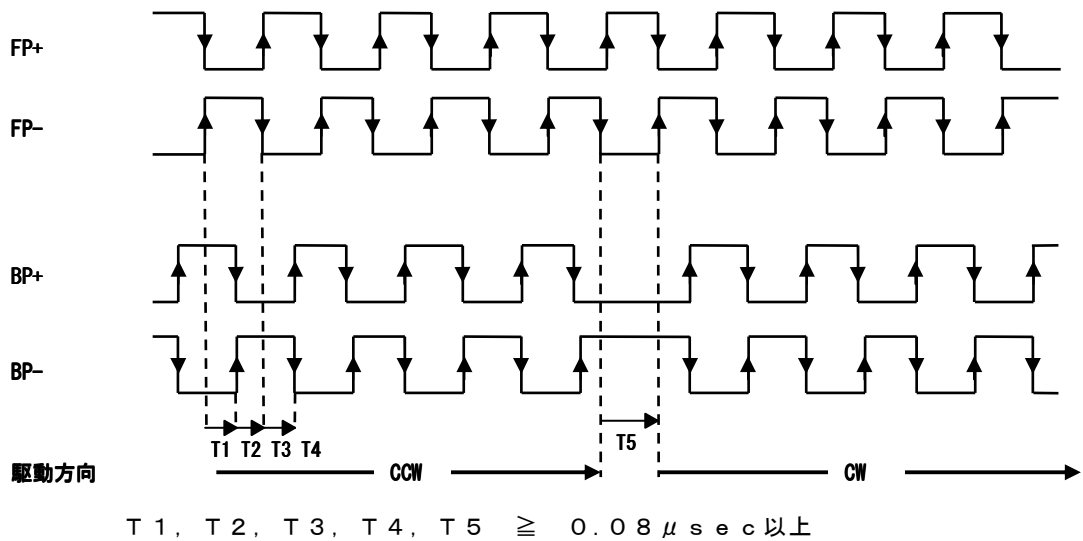 FP+
FP-
BP+
BP-
T1 T2 T3 T4 T5
駆動方向 CCW CW
Ｔ１，Ｔ２，Ｔ３，Ｔ４，Ｔ５ ≧ ０.０８μｓｅｃ以上